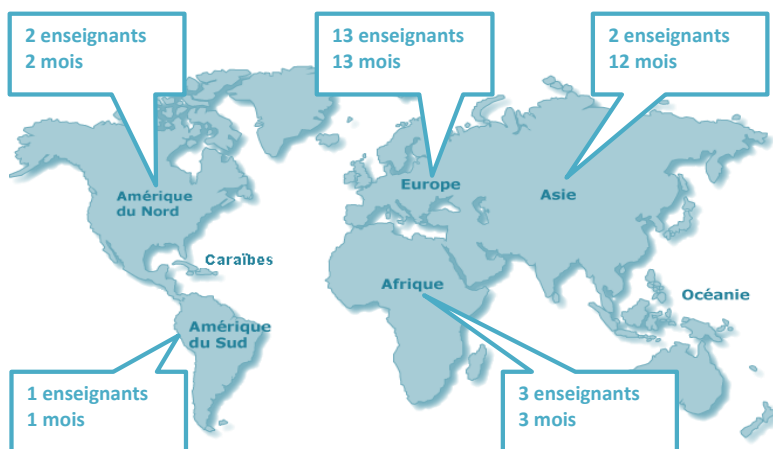 2 enseignants
2 mois
13 enseignants
13 mois
2 enseignants
12 mois
Amérique
du Nord
Europe
Asie
Caraïbes
Afrique
Océanie
Amérique
du Sud
1 enseignants
1 mois
3 enseignants
3 mois